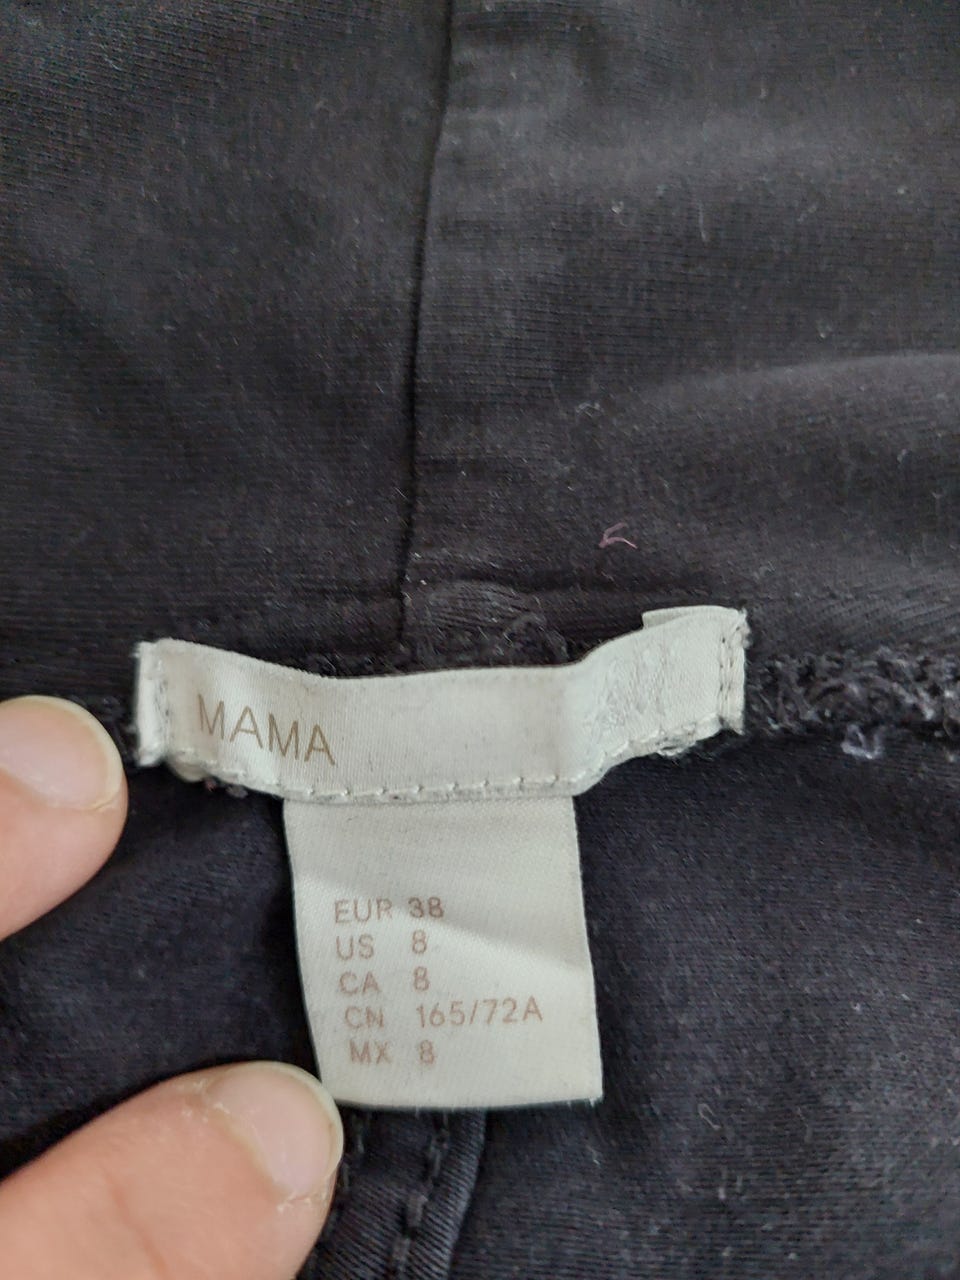 MAMA
EUR 38
US 8
CA 8
CN 165/72A
MX 8